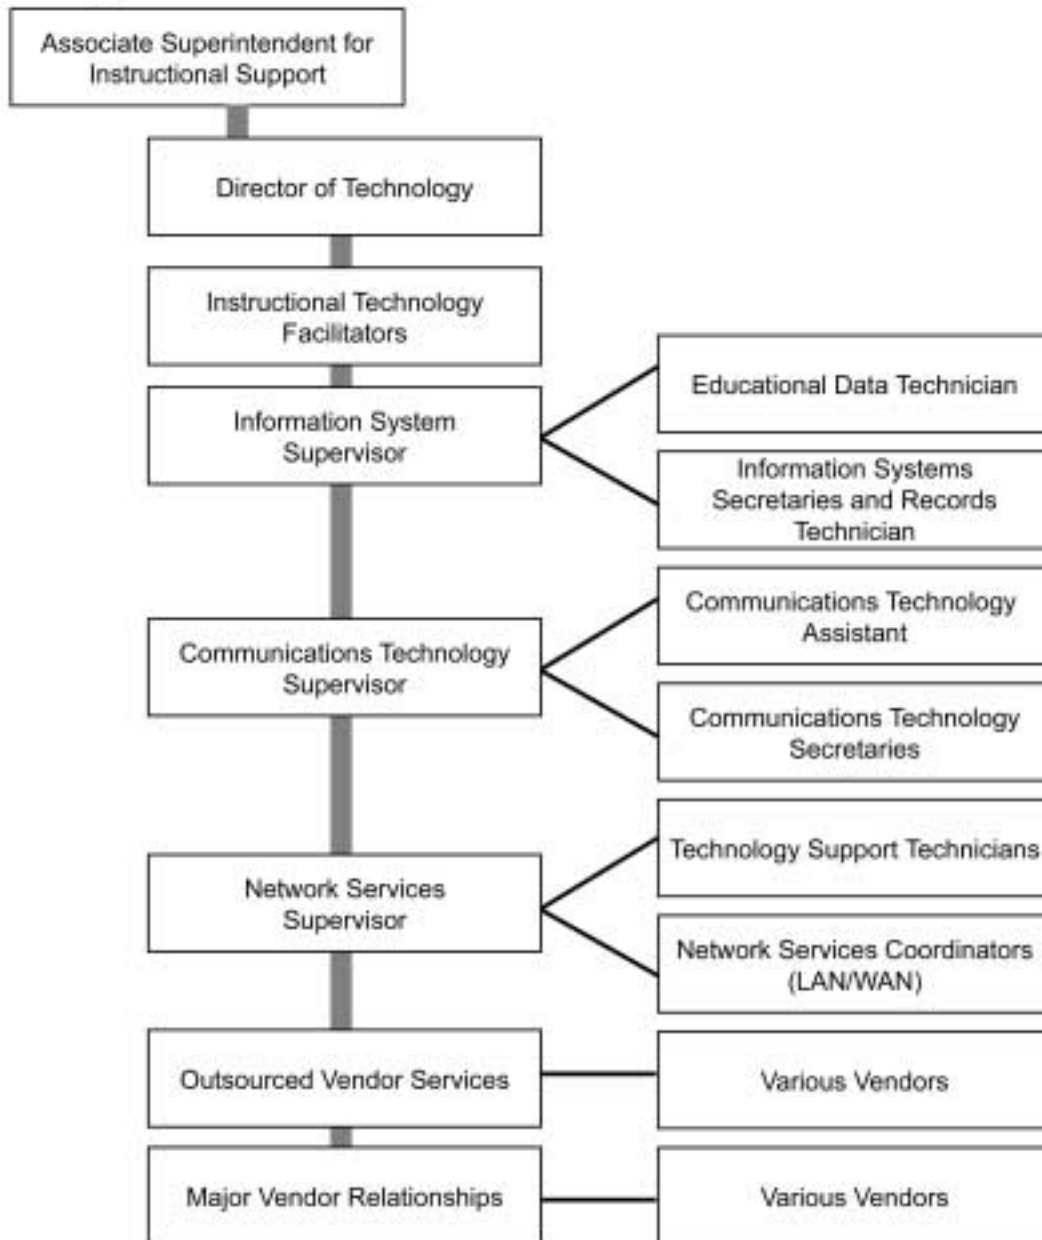 Associate Superintendent for
Instructional Support
Director of Technology
Instructional Technology
Facilitators
Information System
Supervisor
Educational Data Technician
Information Systems
Secretaries and Records
Technician
Communications Technology
Supervisor
Communications Technology
Assistant
Communications Technology
Secretaries
Network Services
Supervisor
Technology Support Technicians
Network Services Coordinators
(LAN/WAN)
Outsourced Vendor Services
Various Vendors
Major Vendor Relationships
Various Vendors